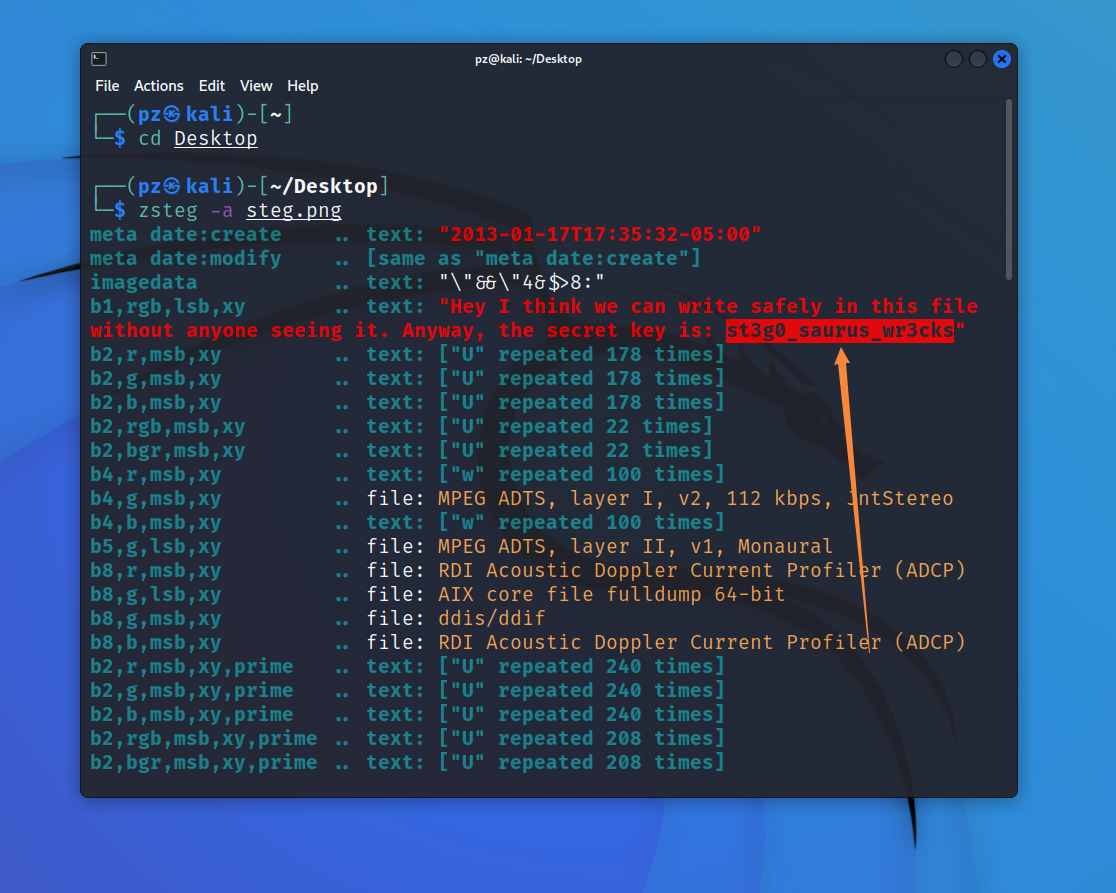 pz@kali: ~/Desktop
File Actions Edit View Help
┌──(pz㉿kali)-[~]
└─$ cd Desktop
┌──(pz㉿kali)-[~/Desktop]
└─$ zsteg -a steg.png
meta date:create .. text: "2013-01-17T17:35:32-05:00"
meta date:modify .. [same as "meta date:create"]
imagedata .. text: "\"&&\"4&$>8:"
b1,rgb,lsb,xy .. text: "Hey I think we can write safely in this file
without anyone seeing it. Anyway, the secret key is: st3g0_saurus_wr3cks"
b2,r,msb,xy .. text: ["U" repeated 178 times]
b2,g,msb,xy .. text: ["U" repeated 178 times]
b2,b,msb,xy .. text: ["U" repeated 178 times]
b2,rgb,msb,xy .. text: ["U" repeated 22 times]
b2,bgr,msb,xy .. text: ["U" repeated 22 times]
b4,r,msb,xy .. text: ["w" repeated 100 times]
b4,g,msb,xy .. file: MPEG ADTS, layer I, v2, 112 kbps, JntStereo
b4,b,msb,xy .. text: ["w" repeated 100 times]
b5,g,lsb,xy .. file: MPEG ADTS, layer II, v1, Monaural
b8,r,msb,xy .. file: RDI Acoustic Doppler Current Profiler (ADCP)
b8,g,lsb,xy .. file: AIX core file fulldump 64-bit
b8,g,msb,xy .. file: ddis/ddif
b8,b,msb,xy .. file: RDI Acoustic Doppler Current Profiler (ADCP)
b2,r,msb,xy,prime .. text: ["U" repeated 240 times]
b2,g,msb,xy,prime .. text: ["U" repeated 240 times]
b2,b,msb,xy,prime .. text: ["U" repeated 240 times]
b2,rgb,msb,xy,prime .. text: ["U" repeated 208 times]
b2,bgr,msb,xy,prime .. text: ["U" repeated 208 times]